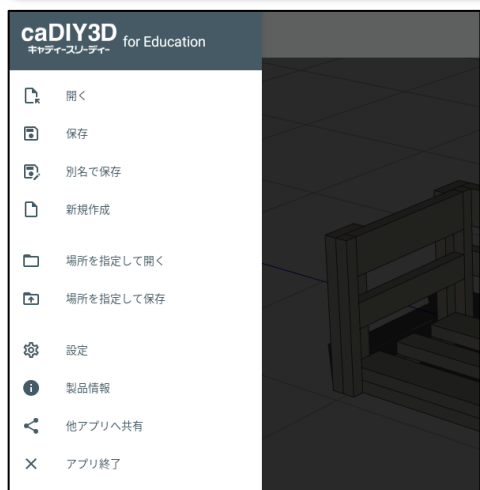 caDIY3D for Education
キャディースリーディー
開く
保存
別名で保存
新規作成
場所を指定して開く
場所を指定して保存
設定
製品情報
他アプリへ共有
アプリ終了